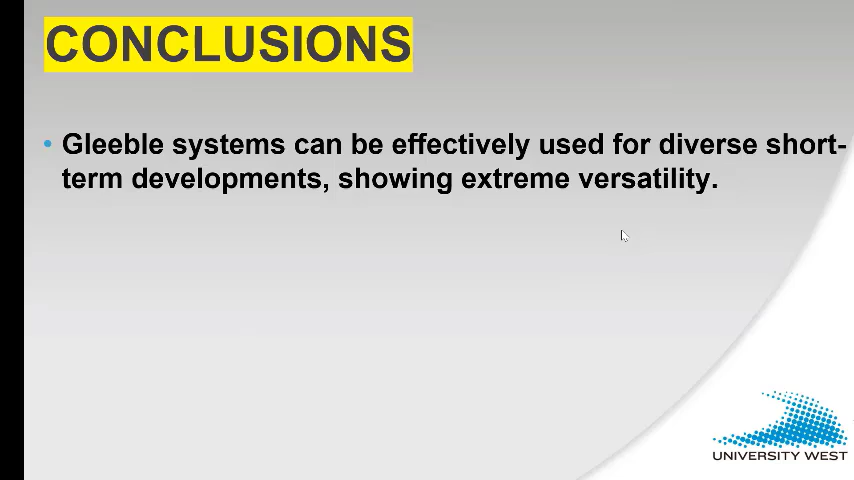 CONCLUSIONS
• Gleeble systems can be effectively used for diverse short-
term developments, showing extreme versatility.
UNIVERSITY WEST